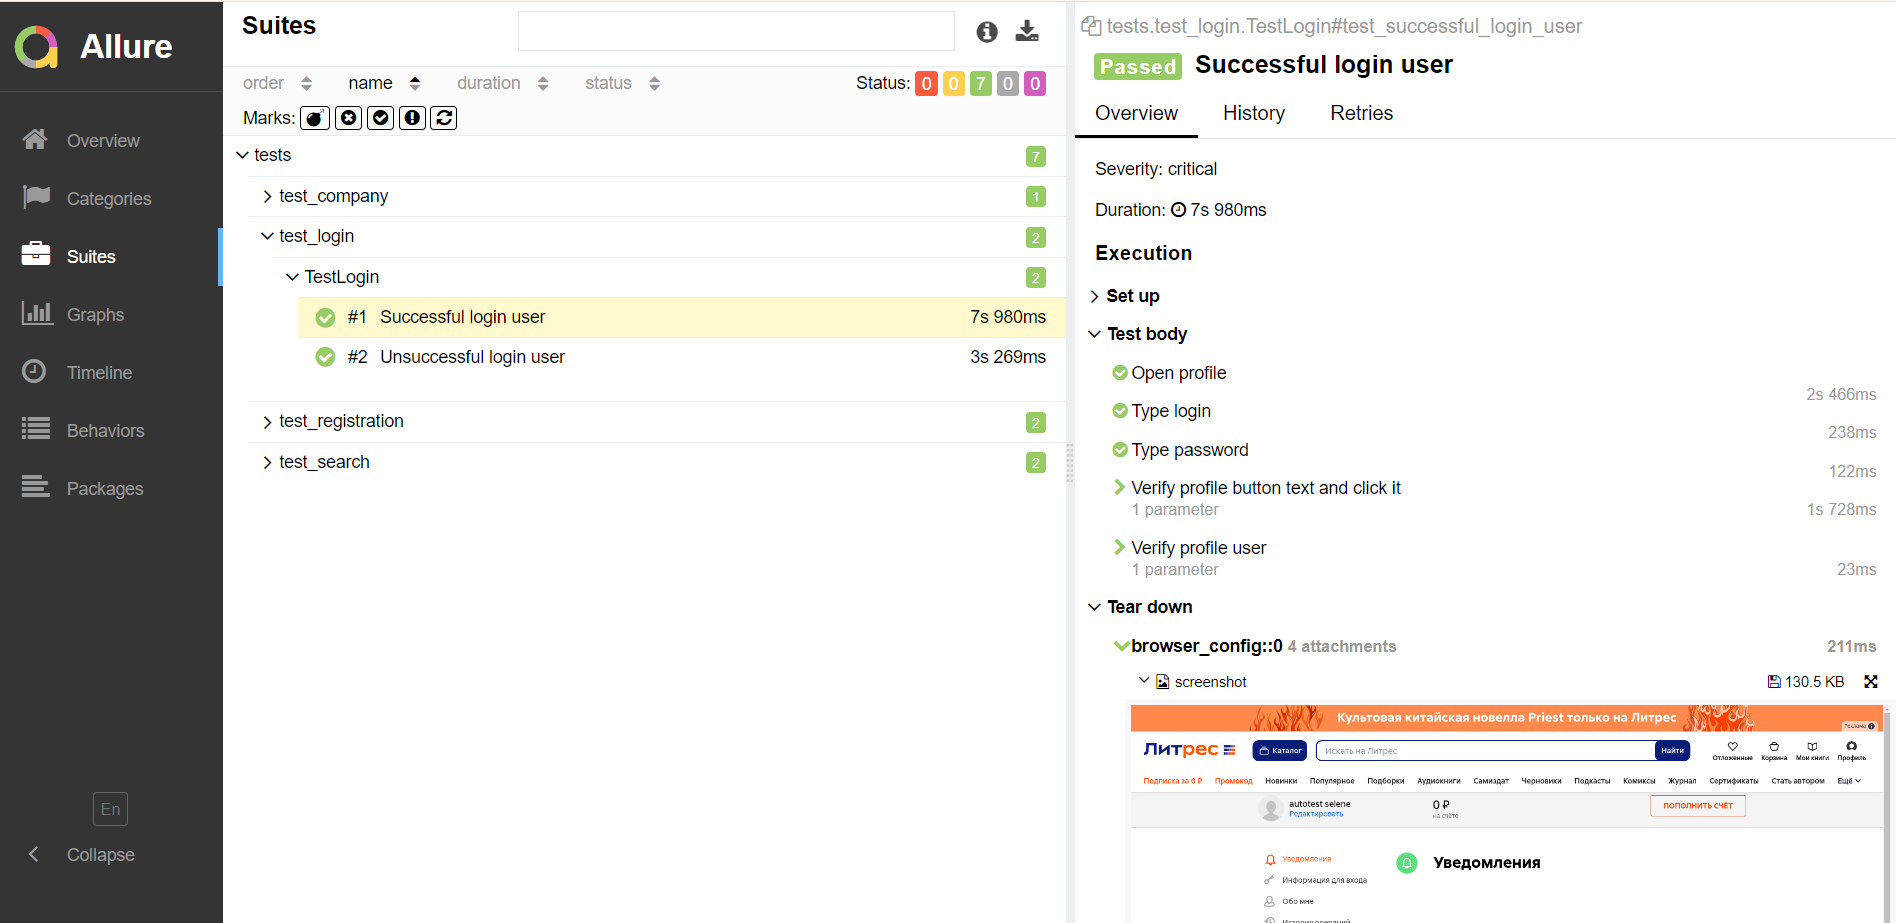 Allure
Overview
Categories
Suites
Graphs
Timeline
Behaviors
Packages
En
Collapse
Suites
order name duration status Status: 0 0 7 0 0
Marks:
tests 7
test_company 1
test_login 2
TestLogin 2
#1 Successful login user 7s 980ms
#2 Unsuccessful login user 3s 269ms
test_registration 2
test_search 2
tests.test_login.TestLogin#test_successful_login_user
Passed Successful login user
Overview History Retries
Severity: critical
Duration: 7s 980ms
Execution
Set up
Test body
Open profile
2s 466ms
Type login
238ms
Type password
122ms
Verify profile button text and click it
1 parameter 1s 728ms
Verify profile user
1 parameter 23ms
Tear down
browser_config::0 4 attachments 211ms
screenshot 130.5 KB
Культовая китайская новелла Priest только на Литрес
Реклама
Литрес Каталог Искать на Литрес Найти Отложенные Корзина Мои книги Профиль
Подписка за 0 ₽ Промокод Новинки Популярное Подборки Аудиокниги Самиздат Черновики Подкасты Комиксы Журнал Сертификаты Стать автором Ещё
autotest selene 0 ₽ ПОПОЛНИТЬ СЧЁТ
Редактировать на счёте
Уведомления Уведомления
Информация для входа
Обо мне
История операций